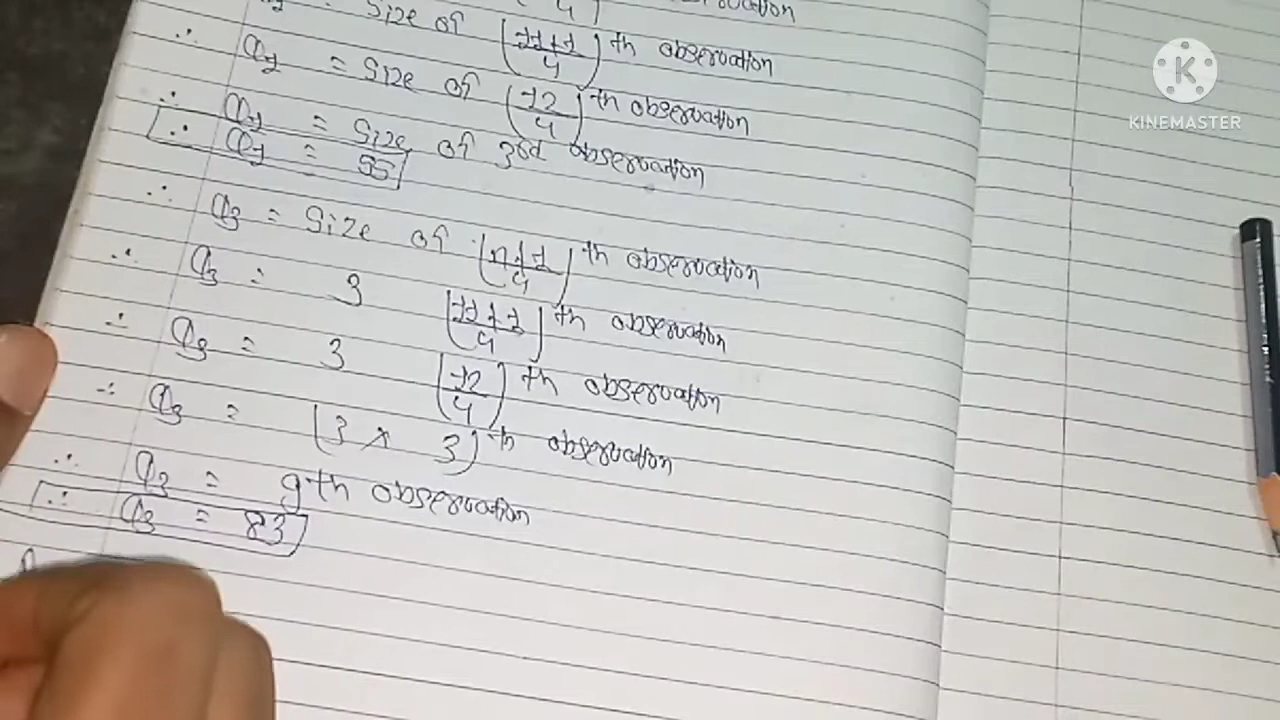 Size of (11+1/4)th observation
∴ Q1 = Size of (12/4)th observation
∴ Q1 = Size of 3rd observation
∴ Q1 = 55
∴ Q3 = Size of (n+1/4)th observation
∴ Q3 = 3 (11+1/4)th observation
∴ Q3 = 3 (12/4)th observation
∴ Q3 = (3 × 3)th observation
∴ Q3 = 9th observation
∴ Q3 = 83
KINEMASTER